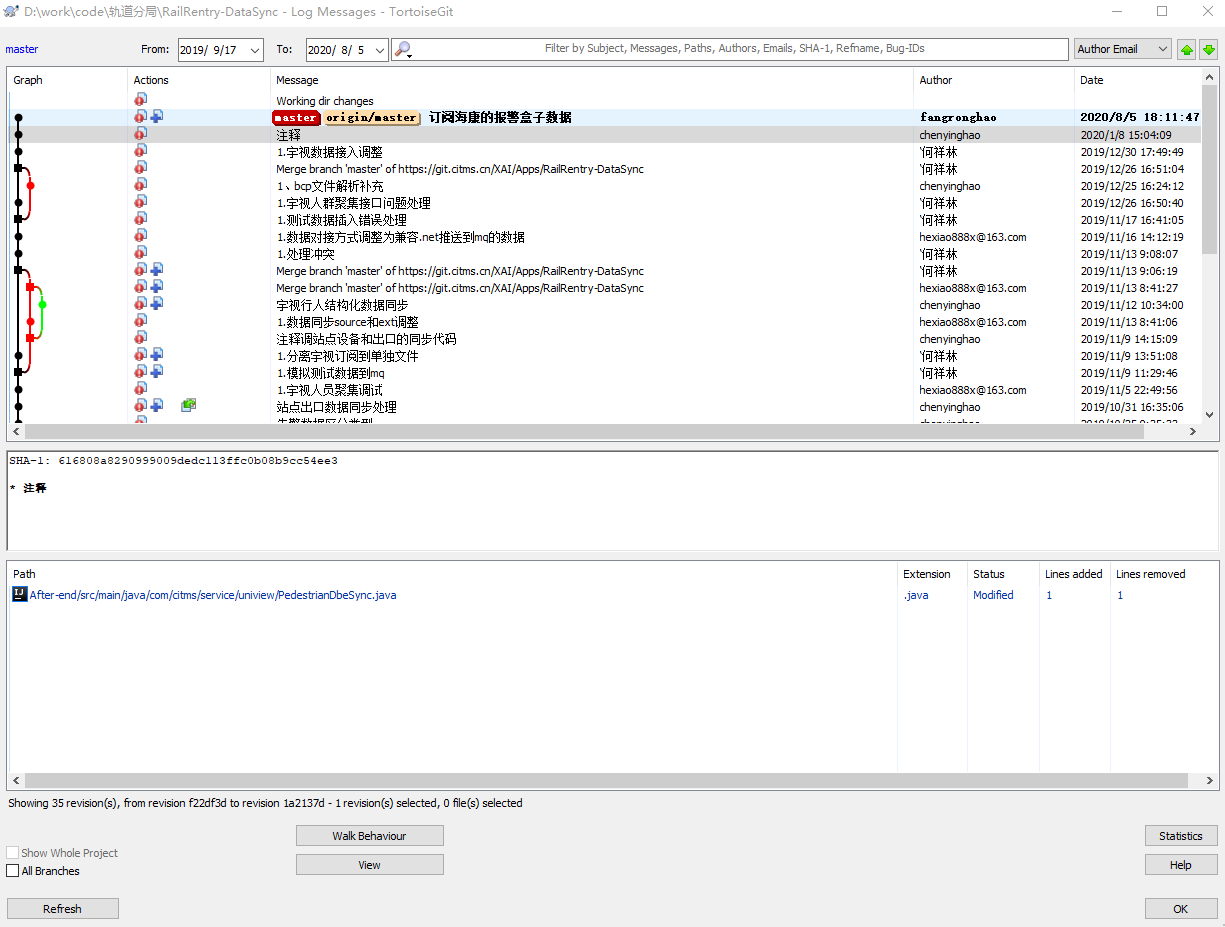 D:\work\code\轨道分局\RailRentry-DataSync - Log Messages - TortoiseGit
master From: 2019/ 9/17 To: 2020/ 8/ 5 Filter by Subject, Messages, Paths, Authors, Emails, SHA-1, Refname, Bug-IDs Author Email
Graph Actions Message Author Date
Working dir changes
master origin/master 订阅海康的报警盒子数据 fangronghao 2020/8/5 18:11:47
注释 chenyinghao 2020/1/8 15:04:09
1.宇视数据接入调整 '何祥林 2019/12/30 17:49:49
Merge branch 'master' of https://git.citms.cn/XAI/Apps/RailRentry-DataSync '何祥林 2019/12/26 16:51:04
1、bcp文件解析补充 chenyinghao 2019/12/25 16:24:12
1.宇视人群聚集接口问题处理 '何祥林 2019/12/26 16:50:40
1.测试数据插入错误处理 '何祥林 2019/11/17 16:41:05
1.数据对接方式调整为兼容.net推送到mq的数据 hexiao888x@163.com 2019/11/16 14:12:19
1.处理冲突 '何祥林 2019/11/13 9:08:07
Merge branch 'master' of https://git.citms.cn/XAI/Apps/RailRentry-DataSync '何祥林 2019/11/13 9:06:19
Merge branch 'master' of https://git.citms.cn/XAI/Apps/RailRentry-DataSync hexiao888x@163.com 2019/11/13 8:41:27
宇视行人结构化数据同步 chenyinghao 2019/11/12 10:34:00
1.数据同步source和exti调整 hexiao888x@163.com 2019/11/13 8:41:06
注释调站点设备和出口的同步代码 chenyinghao 2019/11/9 14:15:09
1.分离宇视订阅到单独文件 '何祥林 2019/11/9 13:51:08
1.模拟测试数据到mq '何祥林 2019/11/9 11:29:46
1.宇视人员聚集调试 hexiao888x@163.com 2019/11/5 22:49:56
站点出口数据同步处理 chenyinghao 2019/10/31 16:35:06
SHA-1: 616808a8290999009dedc113ffc0b08b9cc54ee3
* 注释
Path Extension Status Lines added Lines removed
After-end/src/main/java/com/citms/service/uniview/PedestrianDbeSync.java .java Modified 1 1
Showing 35 revision(s), from revision f22df3d to revision 1a2137d - 1 revision(s) selected, 0 file(s) selected
Walk Behaviour Statistics
Show Whole Project
View Help
All Branches
Refresh OK